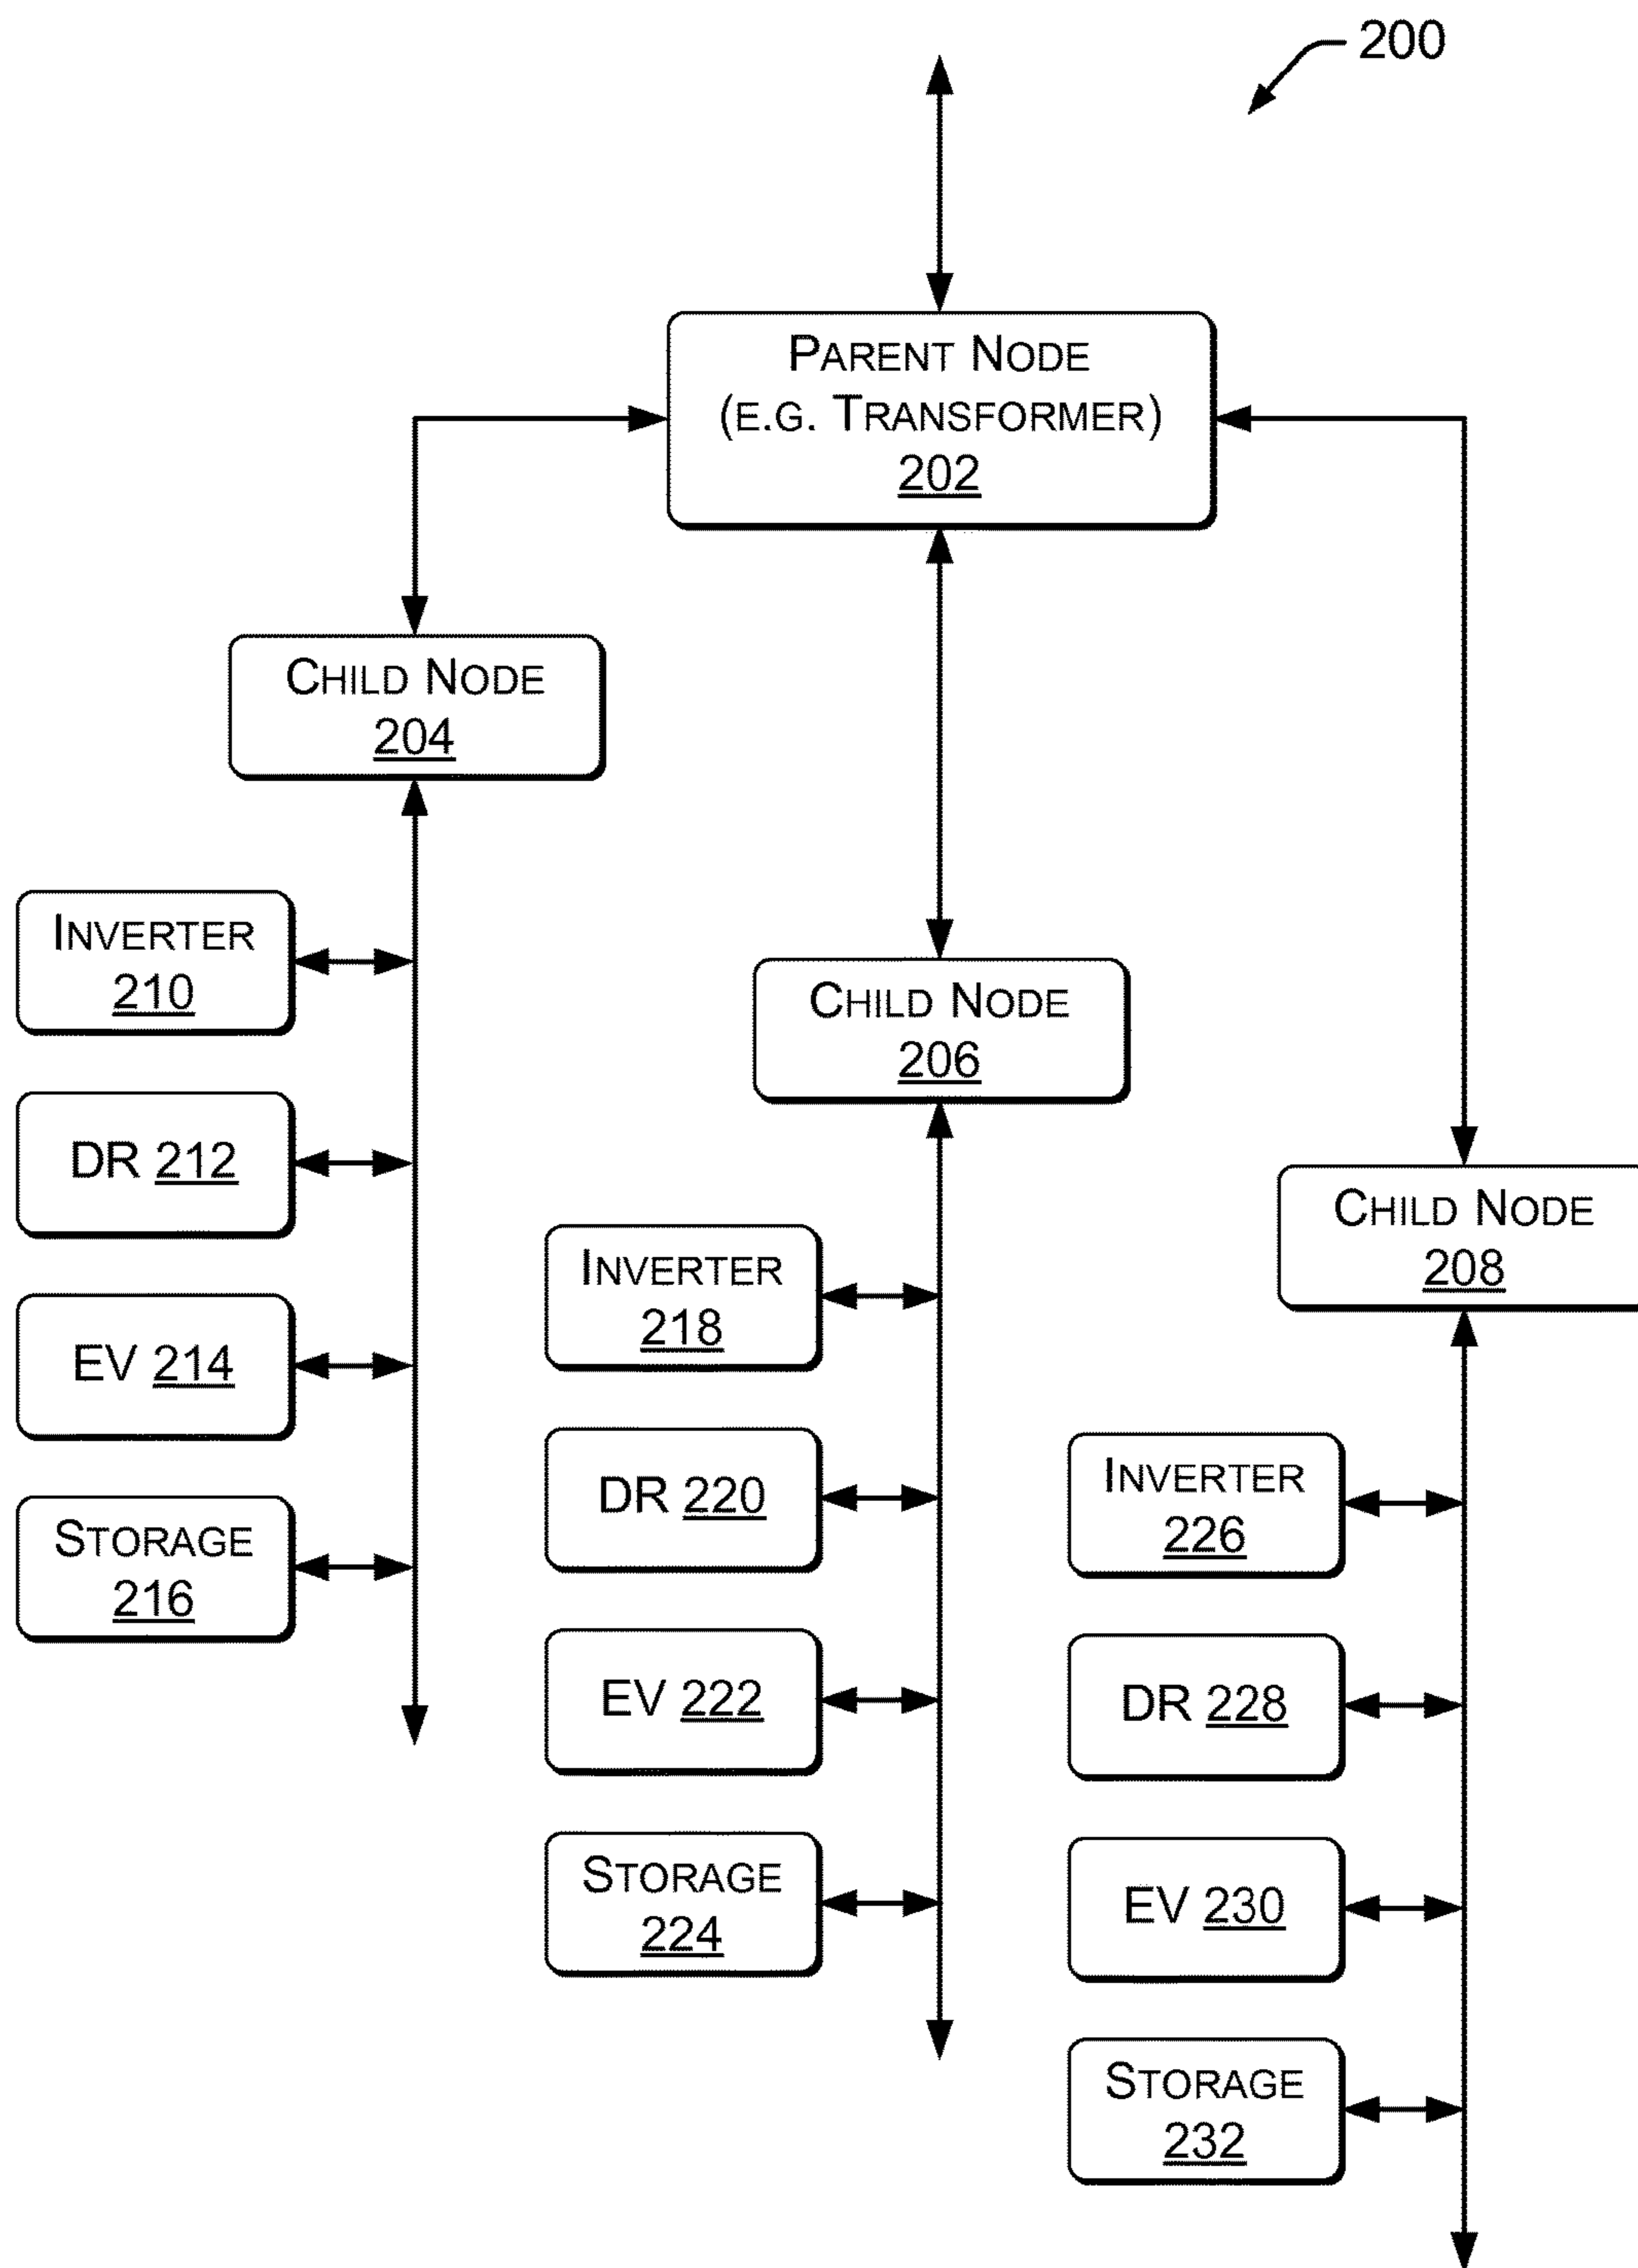 200
PARENT NODE
(E.G. TRANSFORMER)
202
CHILD NODE
204
INVERTER
210
DR 212
EV 214
STORAGE
216
CHILD NODE
206
INVERTER
218
DR 220
EV 222
STORAGE
224
CHILD NODE
208
INVERTER
226
DR 228
EV 230
STORAGE
232